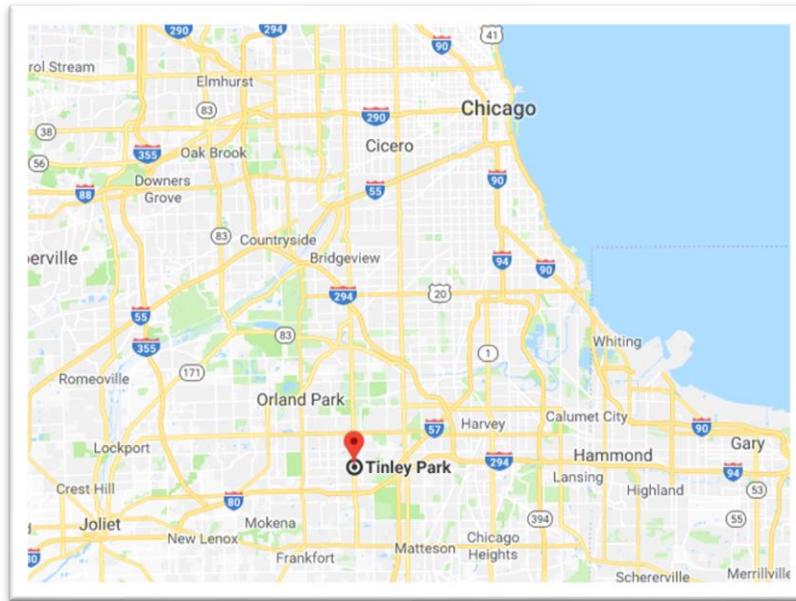 290
294
90
41
rol Stream
Elmhurst
83
Chicago
290
38
Cicero
355
Oak Brook
56
88
Downers
Grove
55
90
83
Countryside
erville
Bridgeview
94
90
294
20
55
83
355
1
Whiting
171
Romeoville
Orland Park
Calumet City
57
Harvey
90
Gary
Lockport
Tinley Park
294
Hammond
94
Lansing
Crest Hill
80
Highland
53
Joliet
Mokena
394
55
New Lenox
Chicago
Heights
Matteson
Frankfort
80
Schererville
Merrillville